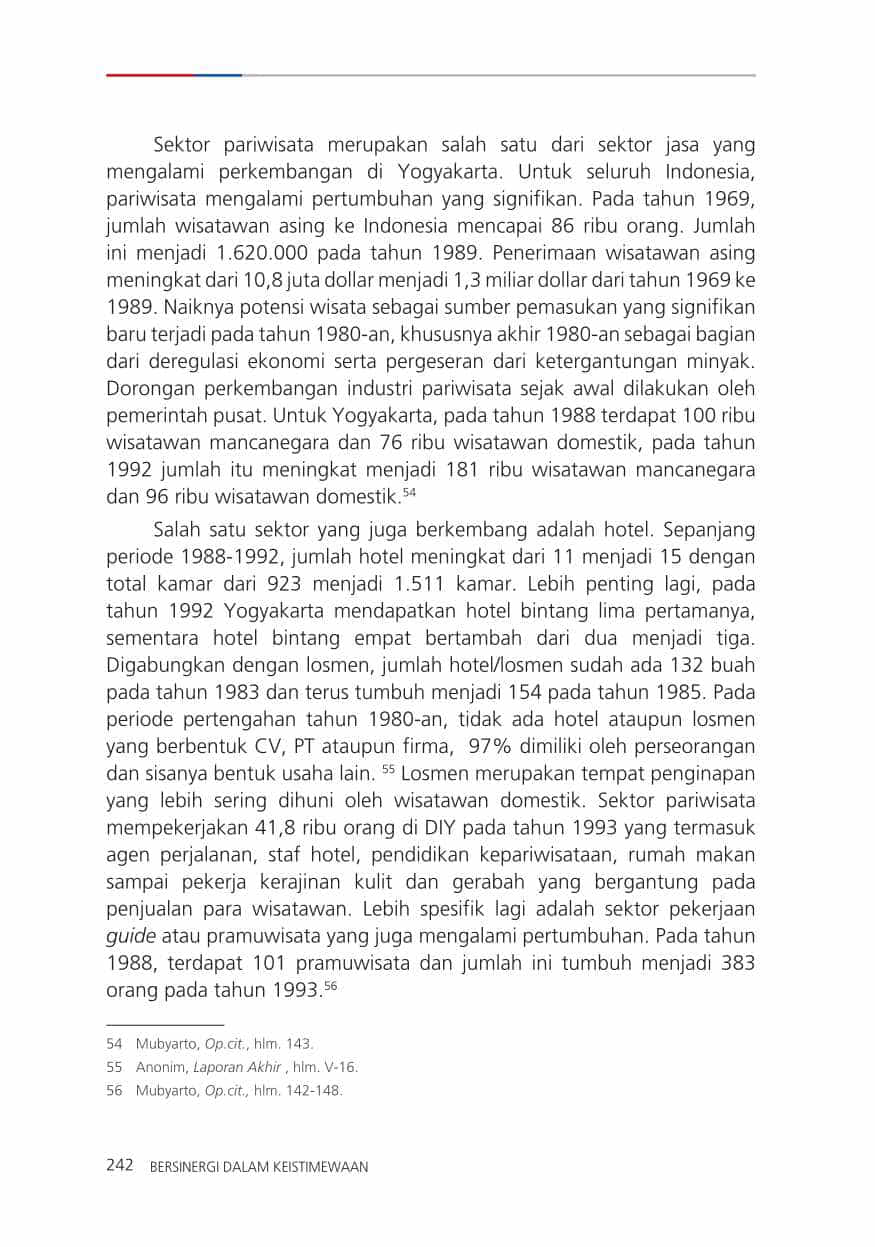 Sektor pariwisata merupakan salah satu dari sektor jasa yang
mengalami perkembangan di Yogyakarta. Untuk seluruh Indonesia,
pariwisata mengalami pertumbuhan yang signifikan. Pada tahun 1969,
jumlah wisatawan asing ke Indonesia mencapai 86 ribu orang. Jumlah
ini menjadi 1.620.000 pada tahun 1989. Penerimaan wisatawan asing
meningkat dari 10,8 juta dollar menjadi 1,3 miliar dollar dari tahun 1969 ke
1989. Naiknya potensi wisata sebagai sumber pemasukan yang signifikan
baru terjadi pada tahun 1980-an, khususnya akhir 1980-an sebagai bagian
dari deregulasi ekonomi serta pergeseran dari ketergantungan minyak.
Dorongan perkembangan industri pariwisata sejak awal dilakukan oleh
pemerintah pusat. Untuk Yogyakarta, pada tahun 1988 terdapat 100 ribu
wisatawan mancanegara dan 76 ribu wisatawan domestik, pada tahun
1992 jumlah itu meningkat menjadi 181 ribu wisatawan mancanegara
dan 96 ribu wisatawan domestik.54
Salah satu sektor yang juga berkembang adalah hotel. Sepanjang
periode 1988-1992, jumlah hotel meningkat dari 11 menjadi 15 dengan
total kamar dari 923 menjadi 1.511 kamar. Lebih penting lagi, pada
tahun 1992 Yogyakarta mendapatkan hotel bintang lima pertamanya,
sementara hotel bintang empat bertambah dari dua menjadi tiga.
Digabungkan dengan losmen, jumlah hotel/losmen sudah ada 132 buah
pada tahun 1983 dan terus tumbuh menjadi 154 pada tahun 1985. Pada
periode pertengahan tahun 1980-an, tidak ada hotel ataupun losmen
yang berbentuk CV, PT ataupun firma, 97% dimiliki oleh perseorangan
dan sisanya bentuk usaha lain. 55 Losmen merupakan tempat penginapan
yang lebih sering dihuni oleh wisatawan domestik. Sektor pariwisata
mempekerjakan 41,8 ribu orang di DIY pada tahun 1993 yang termasuk
agen perjalanan, staf hotel, pendidikan kepariwisataan, rumah makan
sampai pekerja kerajinan kulit dan gerabah yang bergantung pada
penjualan para wisatawan. Lebih spesifik lagi adalah sektor pekerjaan
guide atau pramuwisata yang juga mengalami pertumbuhan. Pada tahun
1988, terdapat 101 pramuwisata dan jumlah ini tumbuh menjadi 383
orang pada tahun 1993.56
54 Mubyarto, Op.cit., hlm. 143.
55 Anonim, Laporan Akhir , hlm. V-16.
56 Mubyarto, Op.cit., hlm. 142-148.
242 BERSINERGI DALAM KEISTIMEWAAN